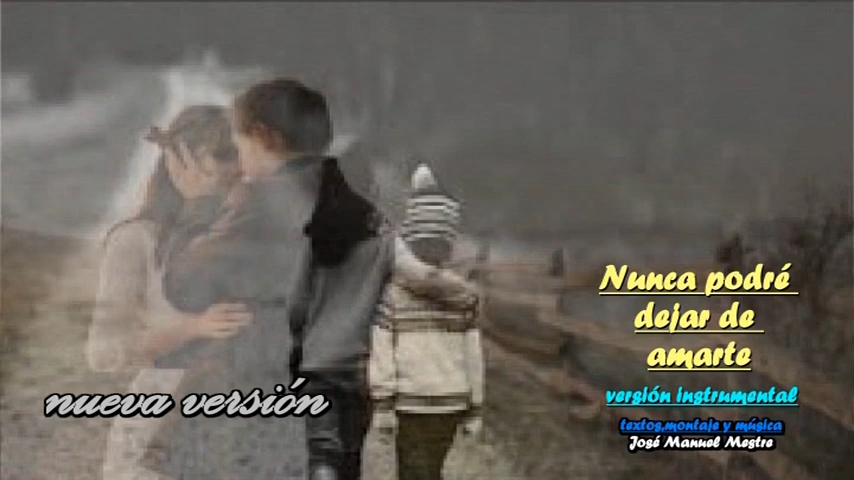 Nunca podré
dejar de
amarte
versión instrumental
textos,montaje y música
José Manuel Mestre
nueva versión